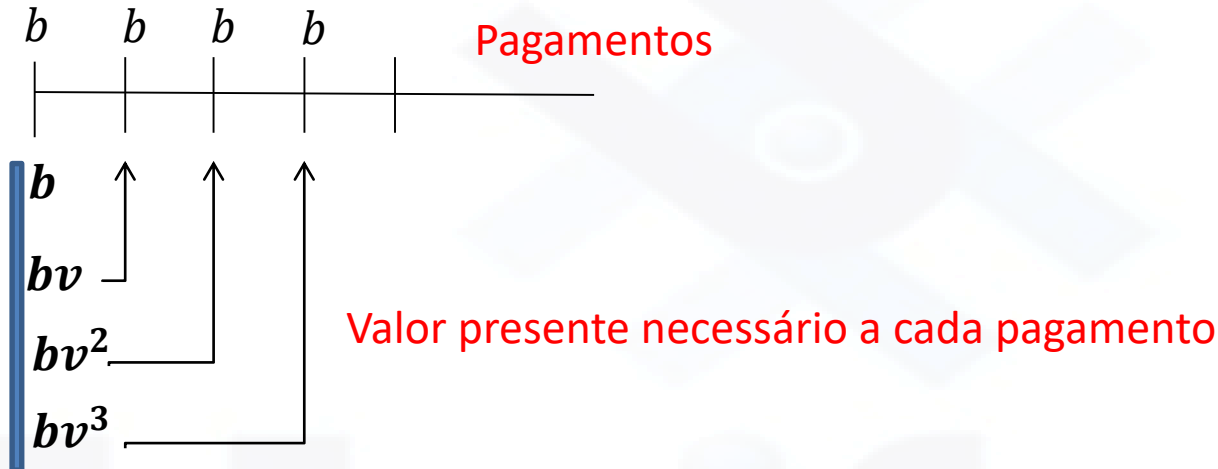 b b b b
Pagamentos
b
bv
bv²
Valor presente necessário a cada pagamento
bv³